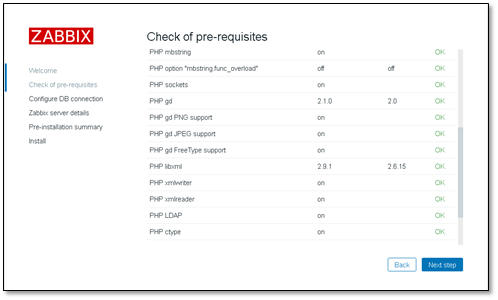 ZABBIX
Check of pre-requisites
Welcome
Check of pre-requisites
Configure DB connection
Zabbix server details
Pre-installation summary
Install
PHP mbstring on OK
PHP option "mbstring.func_overload" off off OK
PHP sockets on OK
PHP gd 2.1.0 2.0 OK
PHP gd PNG support on OK
PHP gd JPEG support on OK
PHP gd FreeType support on OK
PHP libxml 2.9.1 2.6.15 OK
PHP xmlwriter on OK
PHP xmlreader on OK
PHP LDAP on OK
PHP ctype on OK
Back Next step